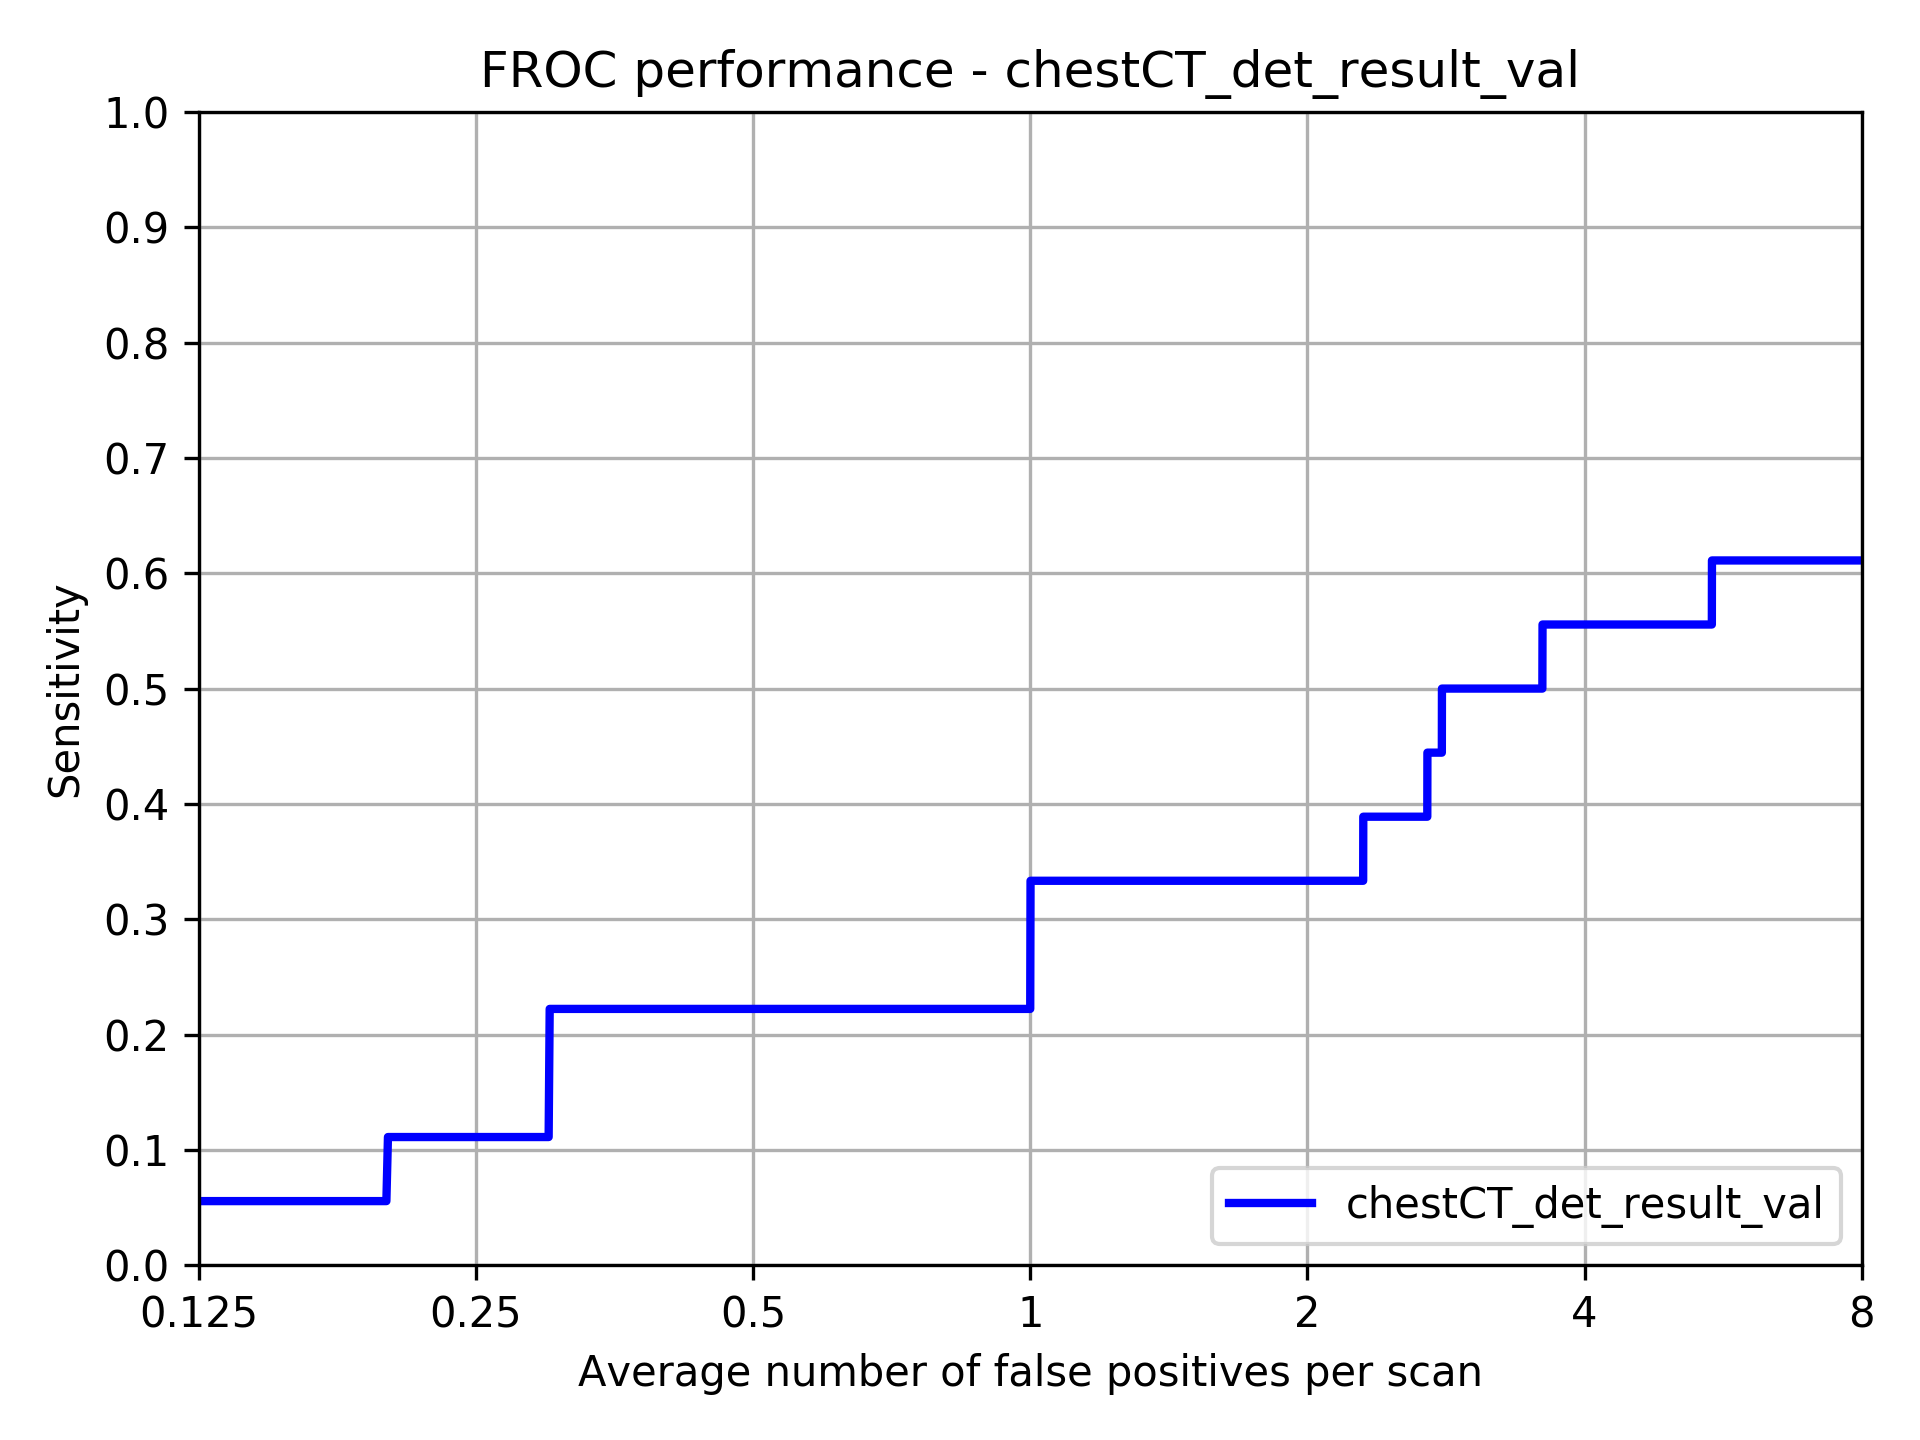 FROC performance - chestCT_det_result_val
1.0
0.9
0.8
0.7
0.6
0.5
0.4
0.3
0.2
0.1
0.0
Sensitivity
chestCT_det_result_val
0.125 0.25 0.5 1 2 4 8
Average number of false positives per scan